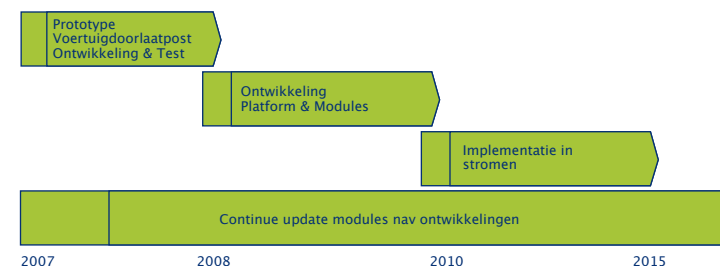 Prototype
Voertuigdoorlaatpost
Ontwikkeling & Test
Ontwikkeling
Platform & Modules
Implementatie in
stromen
Continue update modules nav ontwikkelingen
2007 2008 2010 2015